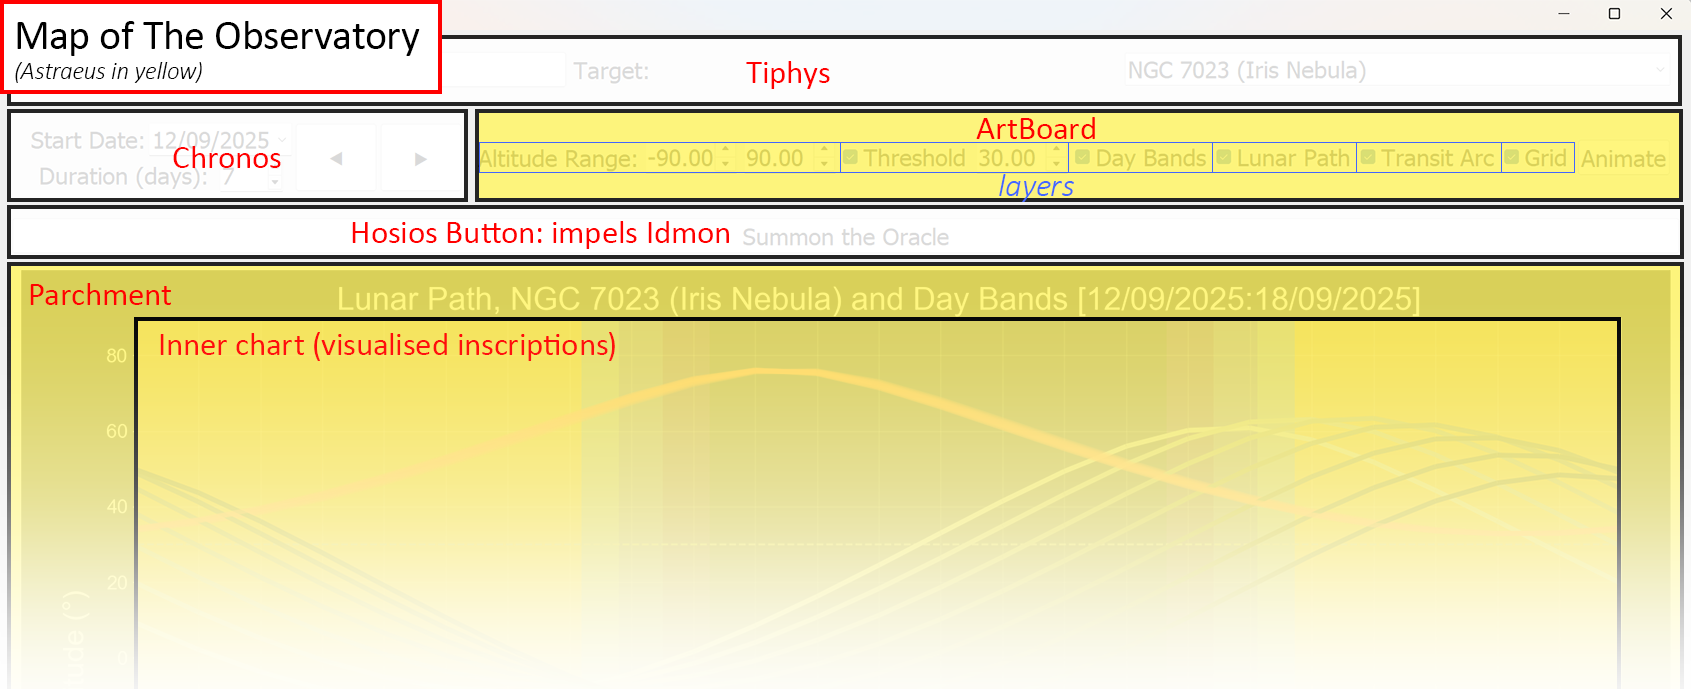 Map of The Observatory
(Astraeus in yellow)
Target:
Tiphys
NGC 7023 (Iris Nebula)
Start Date: 12/09/2025
Chronos
Duration (days): 7
ArtBoard
Altitude Range: -90.00 90.00 Threshold 30.00 Day Bands Lunar Path Transit Arc Grid Animate
layers
Hosios Button: impels Idmon Summon the Oracle
Parchment
Lunar Path, NGC 7023 (Iris Nebula) and Day Bands [12/09/2025:18/09/2025]
Inner chart (visualised inscriptions)
80
60
40
20
0